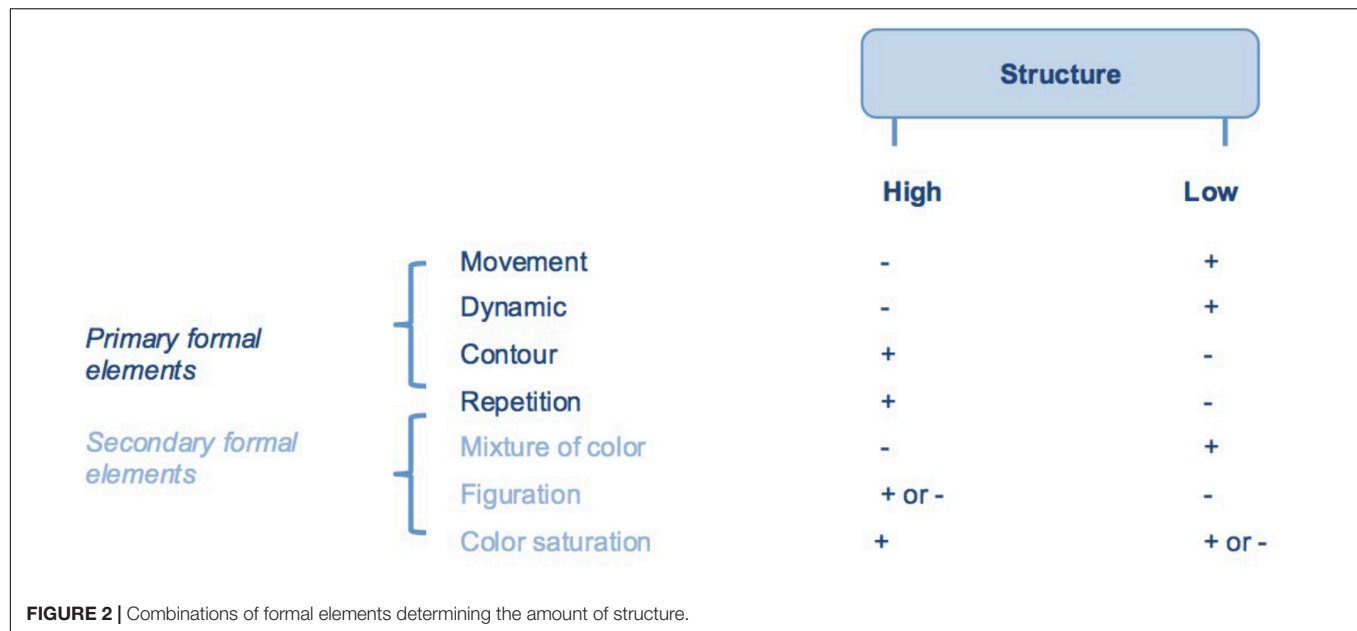 Structure
High Low
Movement - +
Dynamic - +
Primary formal
elements
Contour + -
Repetition + -
Secondary formal
elements
Mixture of color - +
Figuration + or - -
Color saturation + + or -
FIGURE 2 | Combinations of formal elements determining the amount of structure.